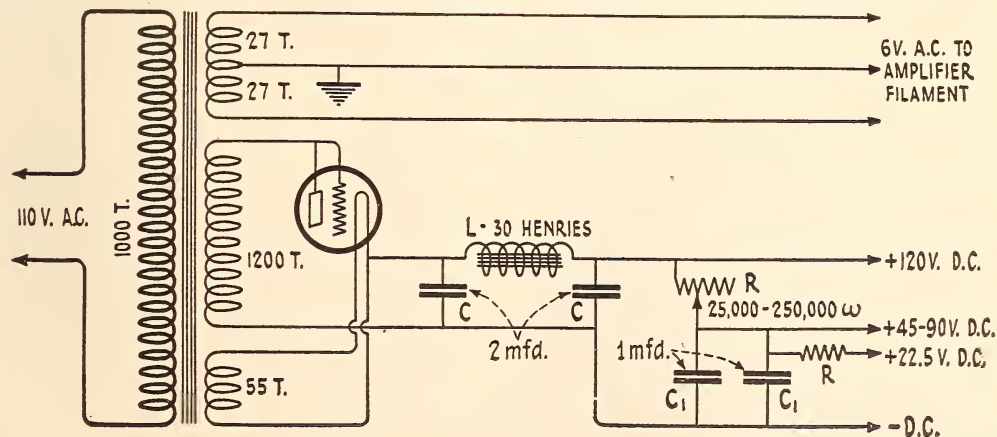 27 T.
27 T.
6V. A.C. TO
AMPLIFIER
FILAMENT
110 V. A.C.
1000 T.
1200 T.
L - 30 HENRIES
+120V. D.C.
R
25,000-250,000 ω
C
C
2 mfd.
+45-90V. D.C.
1 mfd.
R
+22.5 V. D.C.
55 T.
C1
C1
- D.C.